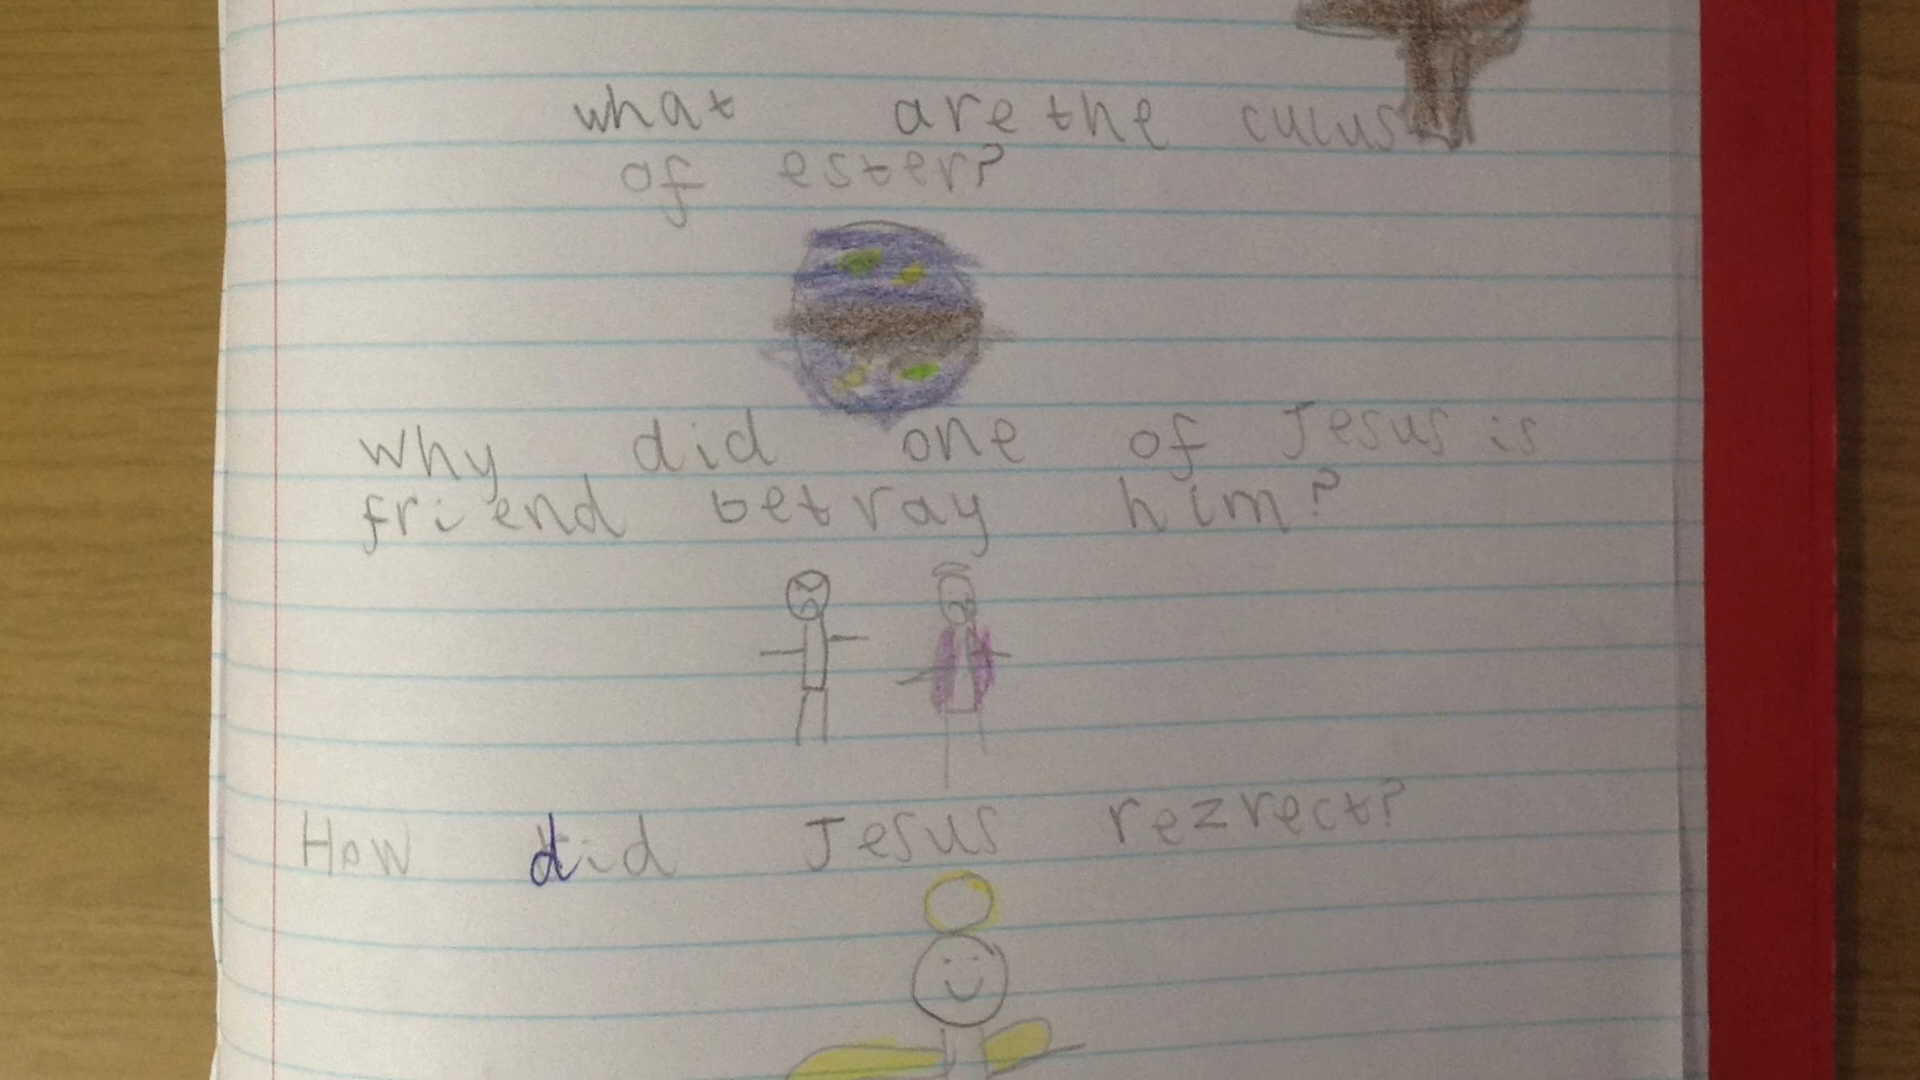 what are the culus
of ester?
Why did one of Jesus is
friend betray him?
How did Jesus rezrect?